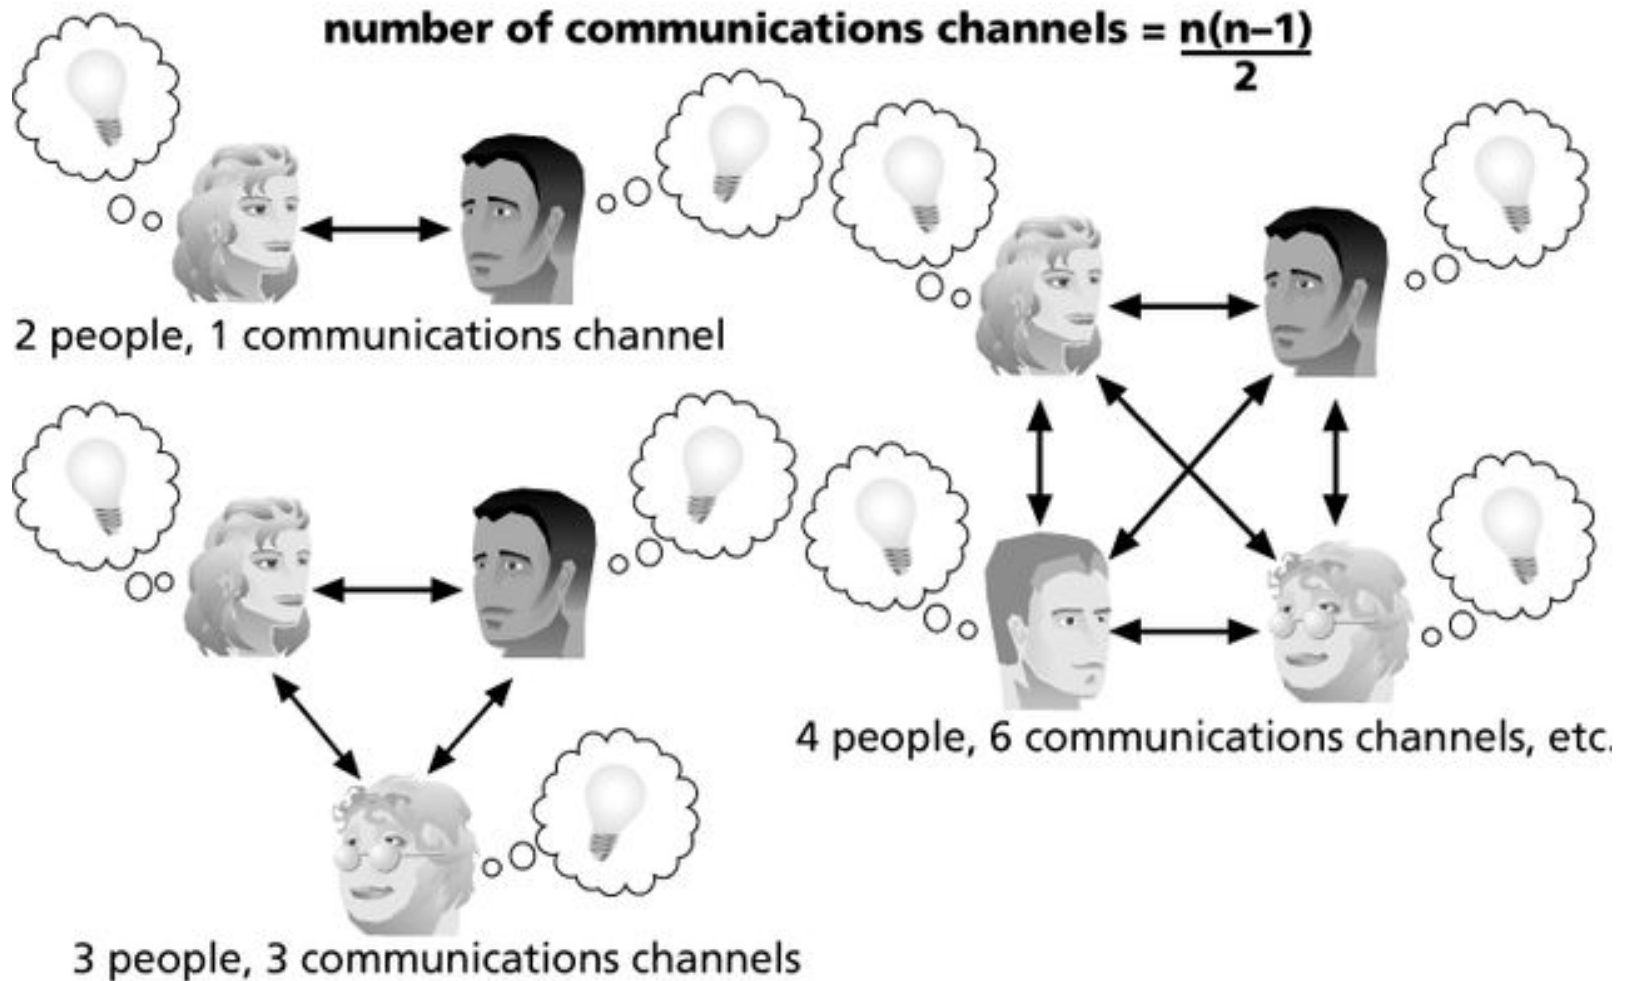 number of communications channels = n(n–1)
2
2 people, 1 communications channel
3 people, 3 communications channels
4 people, 6 communications channels, etc.